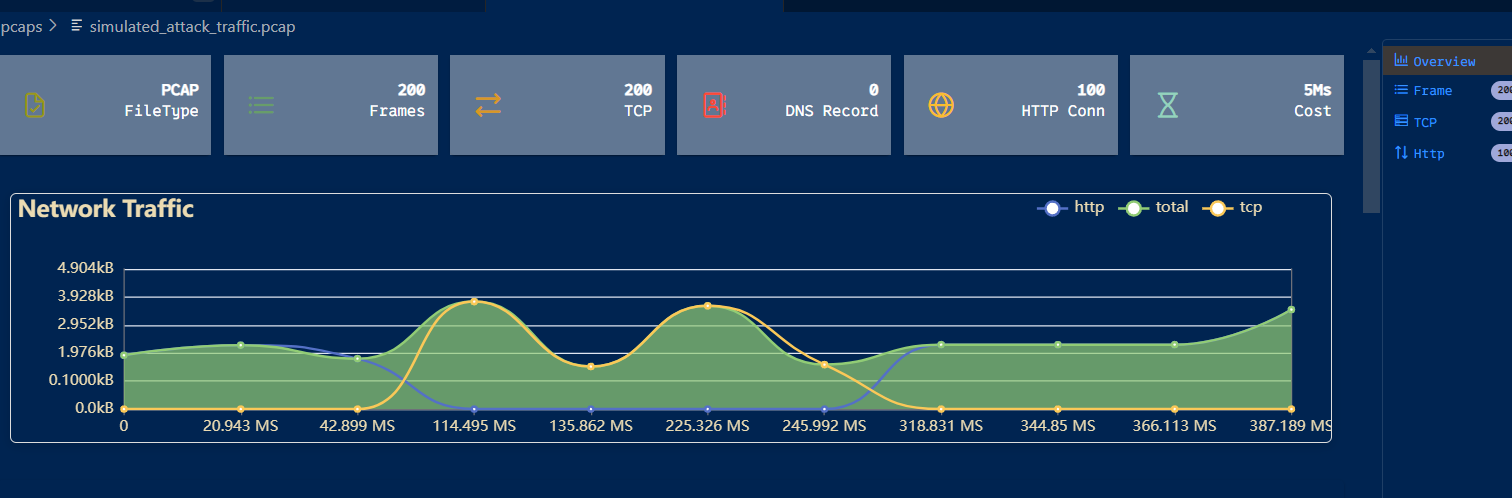 pcaps > simulated_attack_traffic.pcap
PCAP
FileType
200
Frames
200
TCP
0
DNS Record
100
HTTP Conn
5Ms
Cost
Overview
Frame 200
TCP 200
Http 100
Network Traffic
http total tcp
4.904kB
3.928kB
2.952kB
1.976kB
0.1000kB
0.0kB
0 20.943 MS 42.899 MS 114.495 MS 135.862 MS 225.326 MS 245.992 MS 318.831 MS 344.85 MS 366.113 MS 387.189 MS